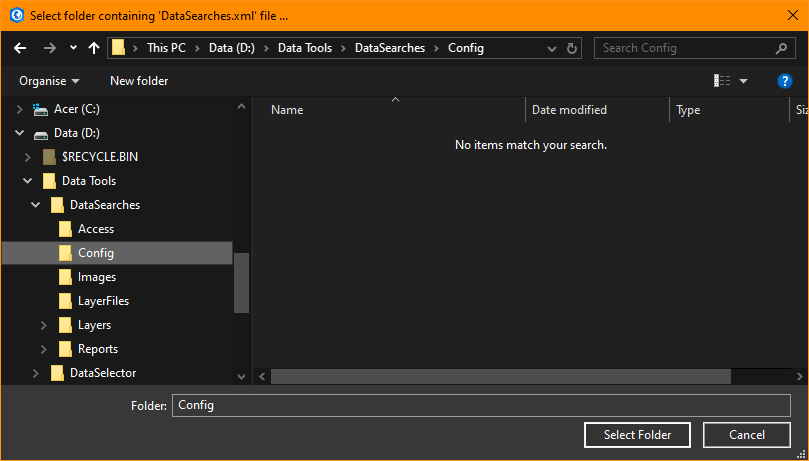 Select folder containing 'DataSearches.xml' file ...
This PC > Data (D:) > Data Tools > DataSearches > Config
Search Config
Organise
New folder
?
Acer (C:)
Data (D:)
$RECYCLE.BIN
Data Tools
DataSearches
Access
Config
Images
LayerFiles
Layers
Reports
DataSelector
Name
Date modified
Type
Siz
No items match your search.
Folder: Config
Select Folder
Cancel